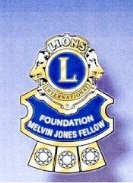 LIONS
L
INTERNATIONAL
FOUNDATION
MELVIN JONES FELLOW